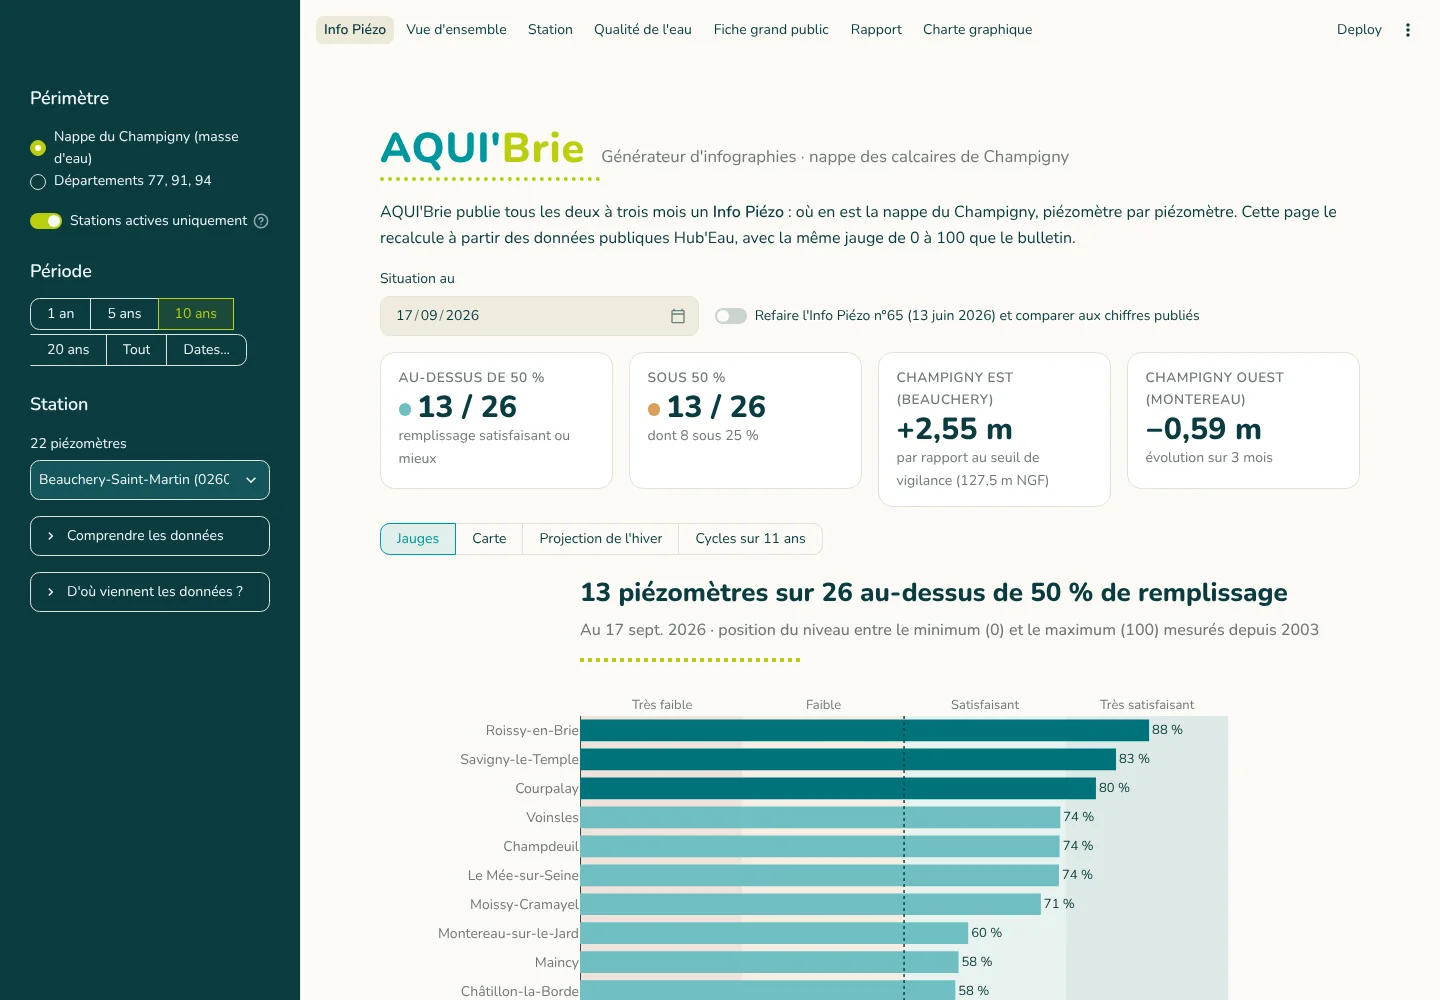 Info Piézo
Vue d'ensemble
Station
Qualité de l'eau
Fiche grand public
Rapport
Charte graphique
Deploy
Périmètre
Nappe du Champigny (masse
d'eau)
Départements 77, 91, 94
Stations actives uniquement
Période
1 an
5 ans
10 ans
20 ans
Tout
Dates...
Station
22 piézomètres
Beauchery-Saint-Martin (0260
Comprendre les données
D'où viennent les données ?
AQUI'Brie
Générateur d'infographies · nappe des calcaires de Champigny
AQUI'Brie publie tous les deux à trois mois un Info Piézo : où en est la nappe du Champigny, piézomètre par piézomètre. Cette page le
recalcule à partir des données publiques Hub'Eau, avec la même jauge de 0 à 100 que le bulletin.
Situation au
17/09/2026
Refaire l'Info Piézo n°65 (13 juin 2026) et comparer aux chiffres publiés
AU-DESSUS DE 50 %
13 / 26
remplissage satisfaisant ou
mieux
SOUS 50 %
13 / 26
dont 8 sous 25 %
CHAMPIGNY EST
(BEAUCHERY)
+2,55 m
par rapport au seuil de
vigilance (127,5 m NGF)
CHAMPIGNY OUEST
(MONTEREAU)
−0,59 m
évolution sur 3 mois
Jauges
Carte
Projection de l'hiver
Cycles sur 11 ans
13 piézomètres sur 26 au-dessus de 50 % de remplissage
Au 17 sept. 2026 · position du niveau entre le minimum (0) et le maximum (100) mesurés depuis 2003
Très faible
Faible
Satisfaisant
Très satisfaisant
Roissy-en-Brie 88 %
Savigny-le-Temple 83 %
Courpalay 80 %
Voinsles 74 %
Champdeuil 74 %
Le Mée-sur-Seine 74 %
Moissy-Cramayel 71 %
Montereau-sur-le-Jard 60 %
Maincy 58 %
Châtillon-la-Borde 58 %